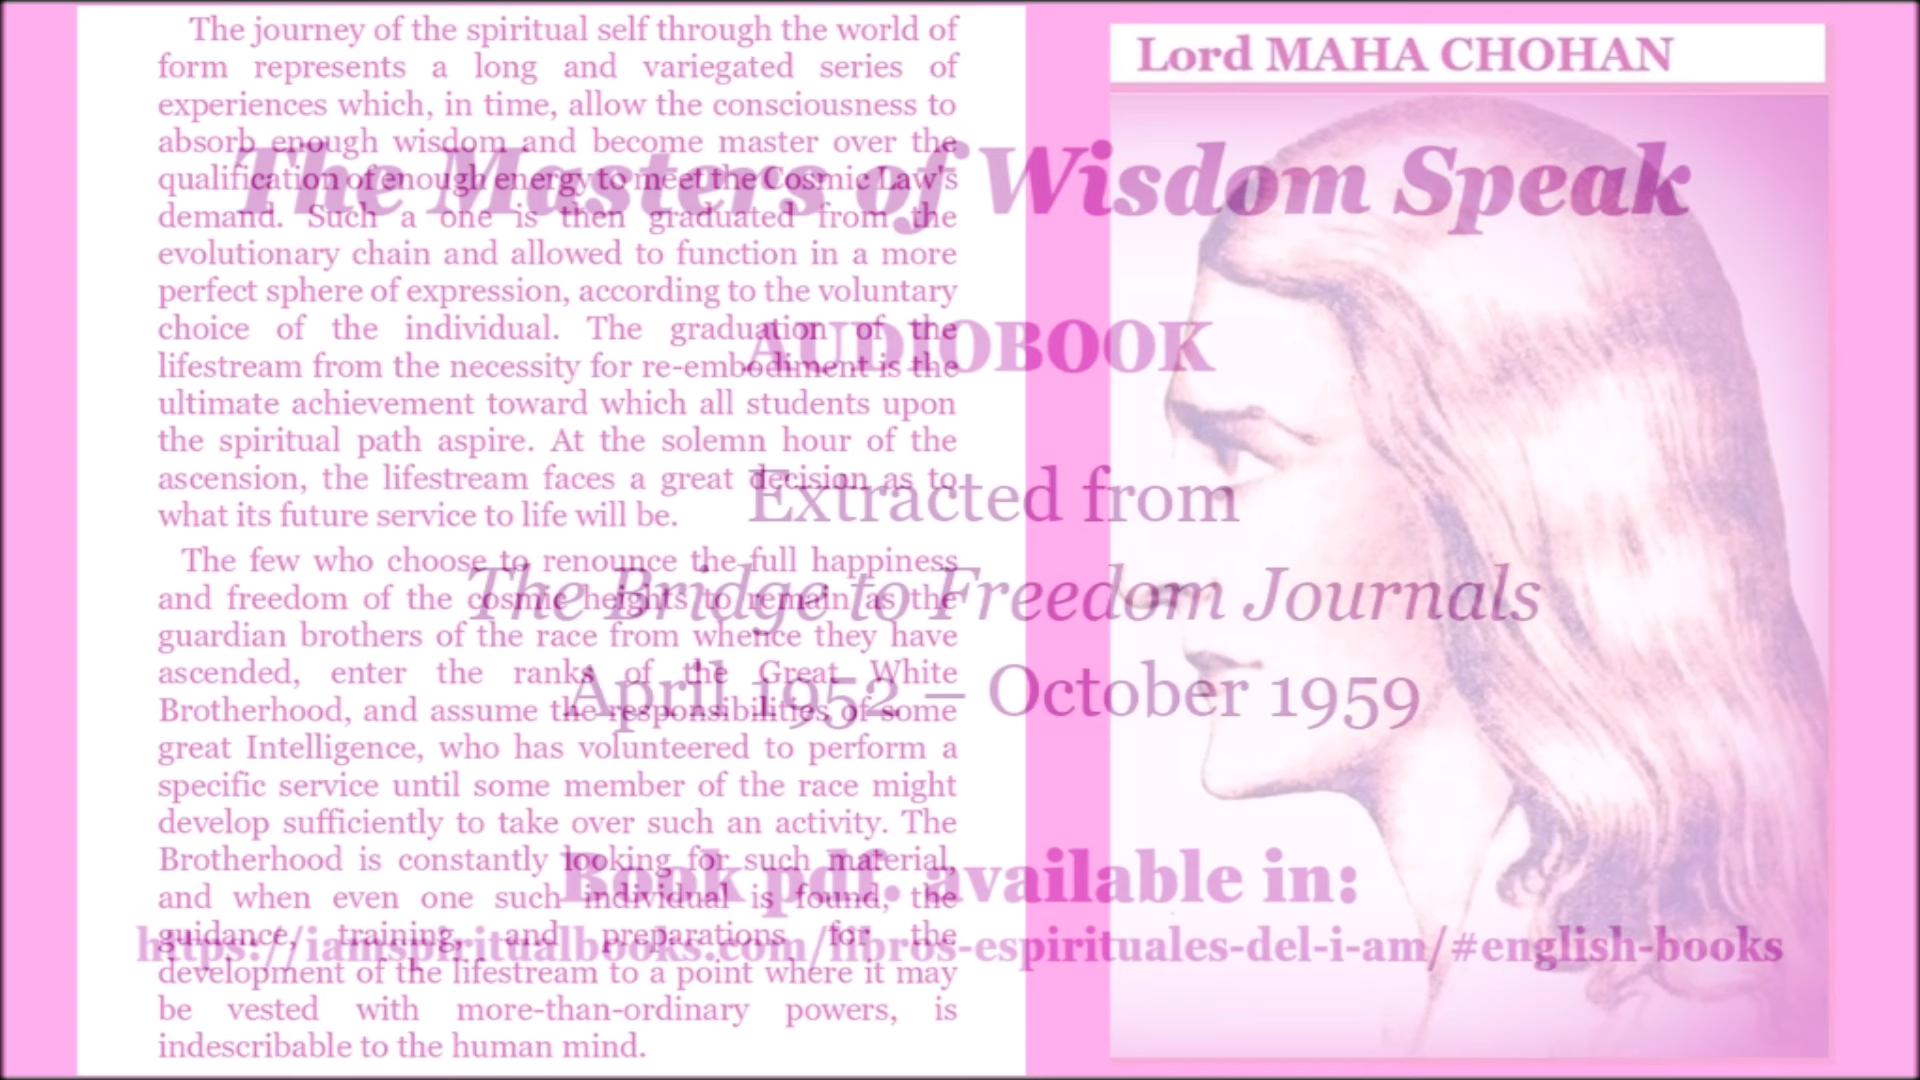 The journey of the spiritual self through the world of
form represents a long and variegated series of
experiences which, in time, allow the consciousness to
absorb enough wisdom and become master over the
qualification of enough energy to meet the Cosmic Law's
demand. Such a one is then graduated from the
evolutionary chain and allowed to function in a more
perfect sphere of expression, according to the voluntary
choice of the individual. The graduation of the
lifestream from the necessity for re-embodiment is the
ultimate achievement toward which all students upon
the spiritual path aspire. At the solemn hour of the
ascension, the lifestream faces a great decision as to
what its future service to life will be.
The few who choose to renounce the full happiness
and freedom of the cosmic heights to remain as the
guardian brothers of the race from whence they have
ascended, enter the ranks of the Great White
Brotherhood, and assume the responsibilities of some
great Intelligence, who has volunteered to perform a
specific service until some member of the race might
develop sufficiently to take over such an activity. The
Brotherhood is constantly looking for such material,
and when even one such individual is found, the
guidance, training, and preparations for the
development of the lifestream to a point where it may
be vested with more-than-ordinary powers, is
indescribable to the human mind.
Lord MAHA CHOHAN
The Masters of Wisdom Speak
AUDIOBOOK
Extracted from
The Bridge to Freedom Journals
April 1952 – October 1959
Book pdf: available in:
https://iamspiritualbooks.com/libros-espirituales-del-i-am/#english-books